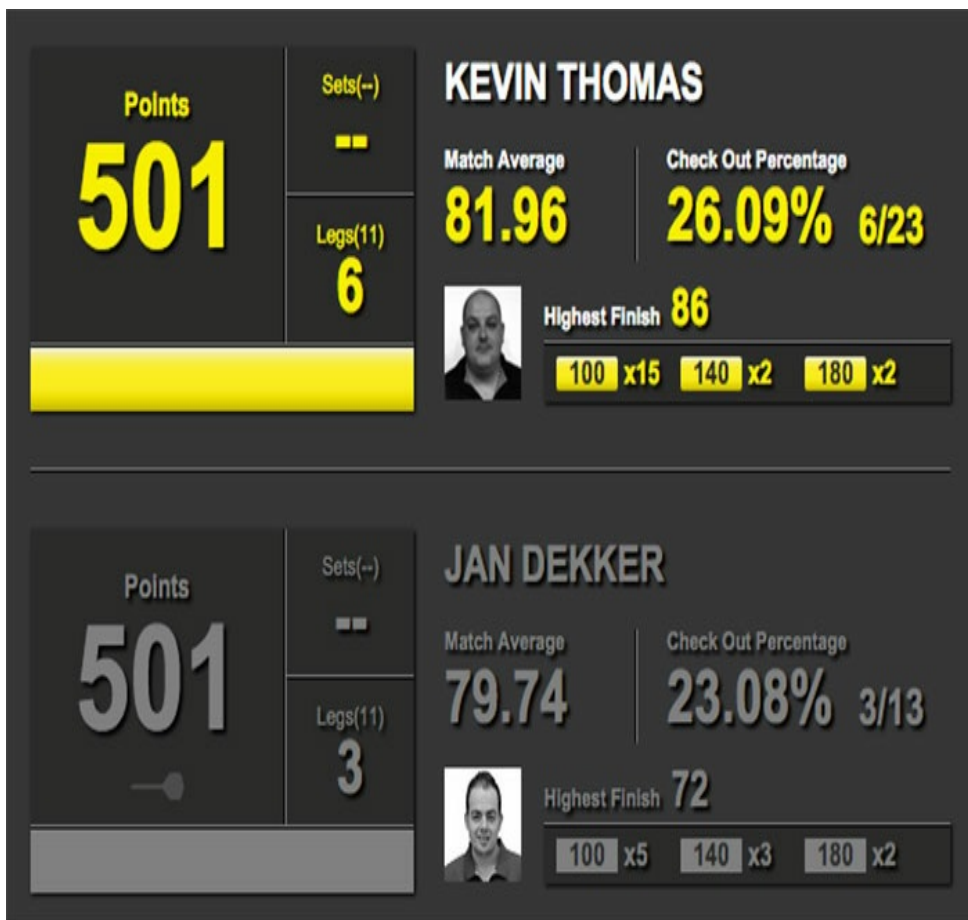 KEVIN THOMAS
Points
501
Sets(--)
--
Legs(11)
6
Match Average
81.96
Check Out Percentage
26.09% 6/23
Highest Finish 86
100 x15 140 x2 180 x2
JAN DEKKER
Points
501
Sets(--)
--
Legs(11)
3
Match Average
79.74
Check Out Percentage
23.08% 3/13
Highest Finish 72
100 x5 140 x3 180 x2